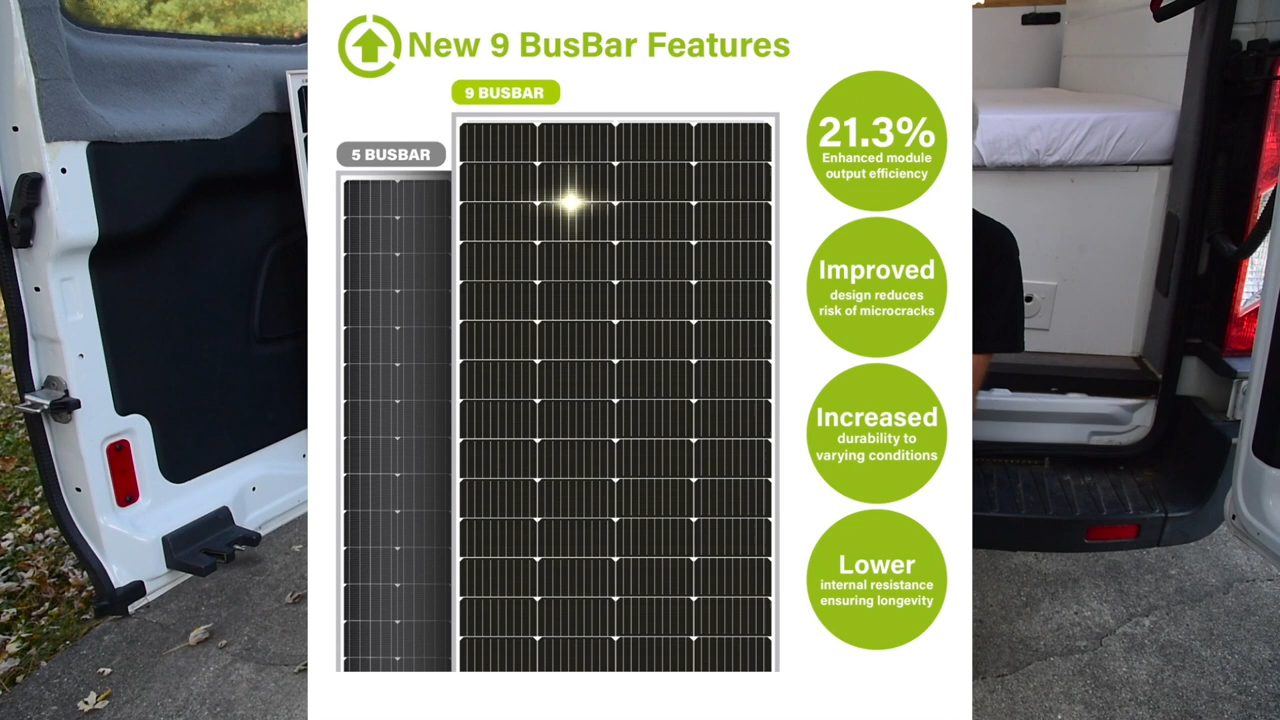 New 9 BusBar Features
9 BUSBAR
5 BUSBAR
21.3%
Enhanced module
output efficiency
Improved
design reduces
risk of microcracks
Increased
durability to
varying conditions
Lower
internal resistance
ensuring longevity